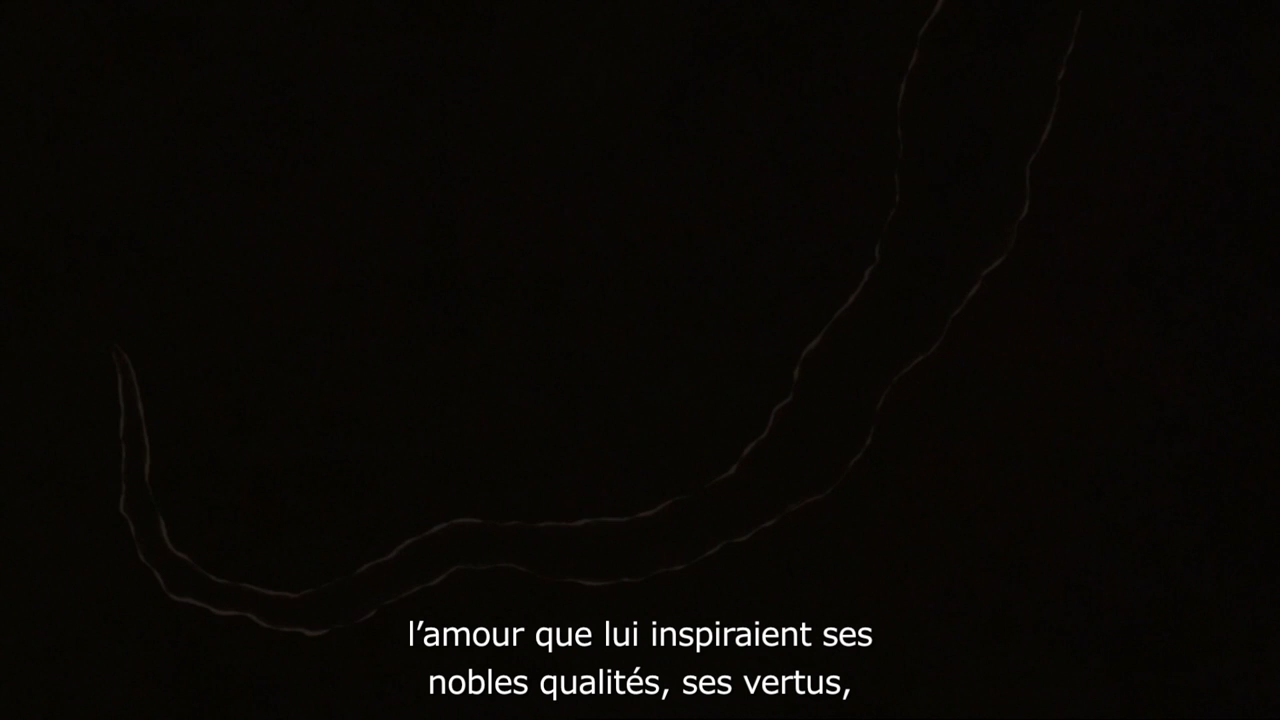 l’amour que lui inspiraient ses
nobles qualités, ses vertus,